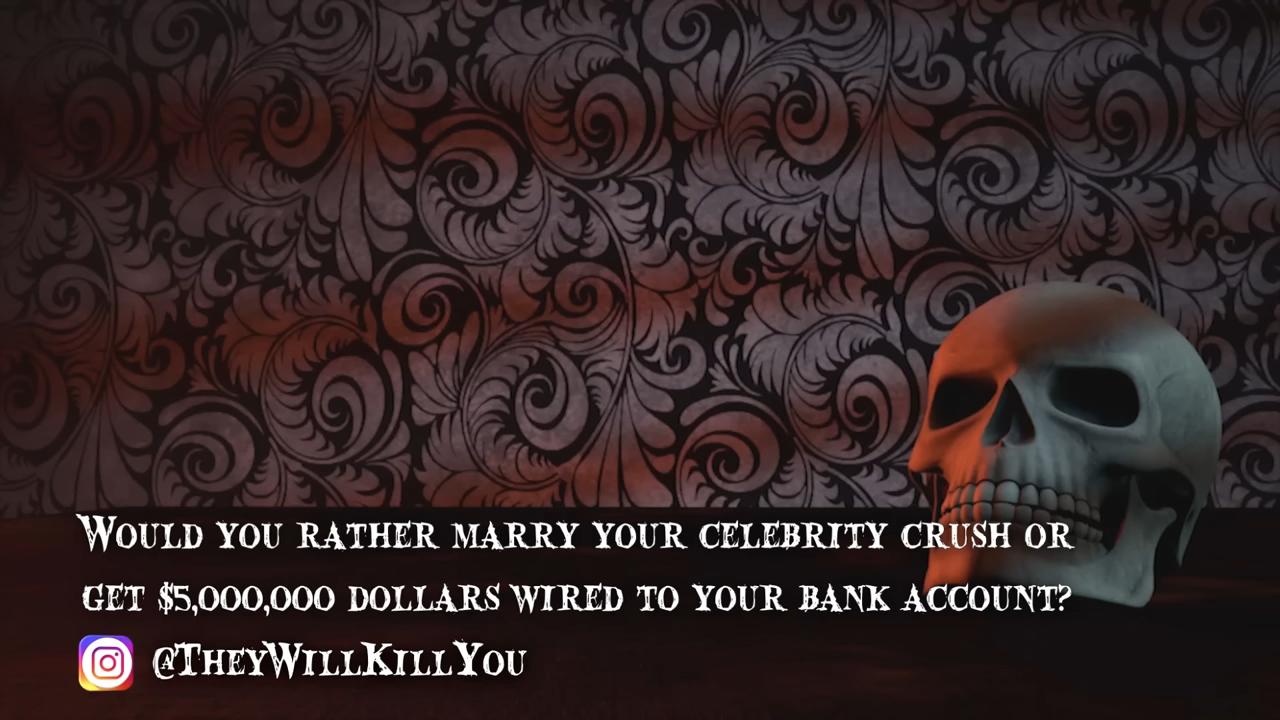 Would you rather marry your celebrity crush or
get $5,000,000 dollars wired to your bank account?
@TheyWillKillYou